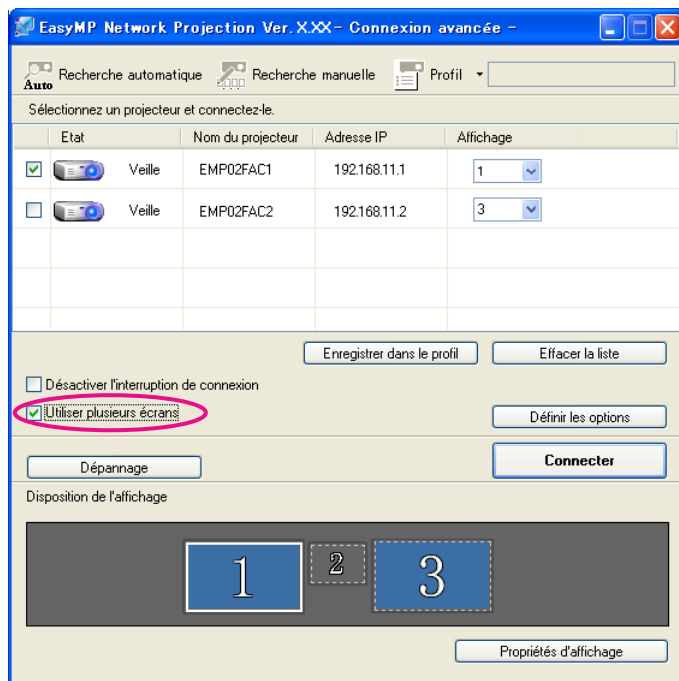 EasyMP Network Projection Ver. X.XX - Connexion avancée -
Auto Recherche automatique Recherche manuelle Profil
Sélectionnez un projecteur et connectez-le.
Etat Nom du projecteur Adresse IP Affichage
Veille EMP02FAC1 192.168.11.1 1
Veille EMP02FAC2 192.168.11.2 3
Enregistrer dans le profil Effacer la liste
Désactiver l'interruption de connexion
Utiliser plusieurs écrans
Définir les options
Dépannage Connecter
Disposition de l'affichage
1 2 3
Propriétés d'affichage